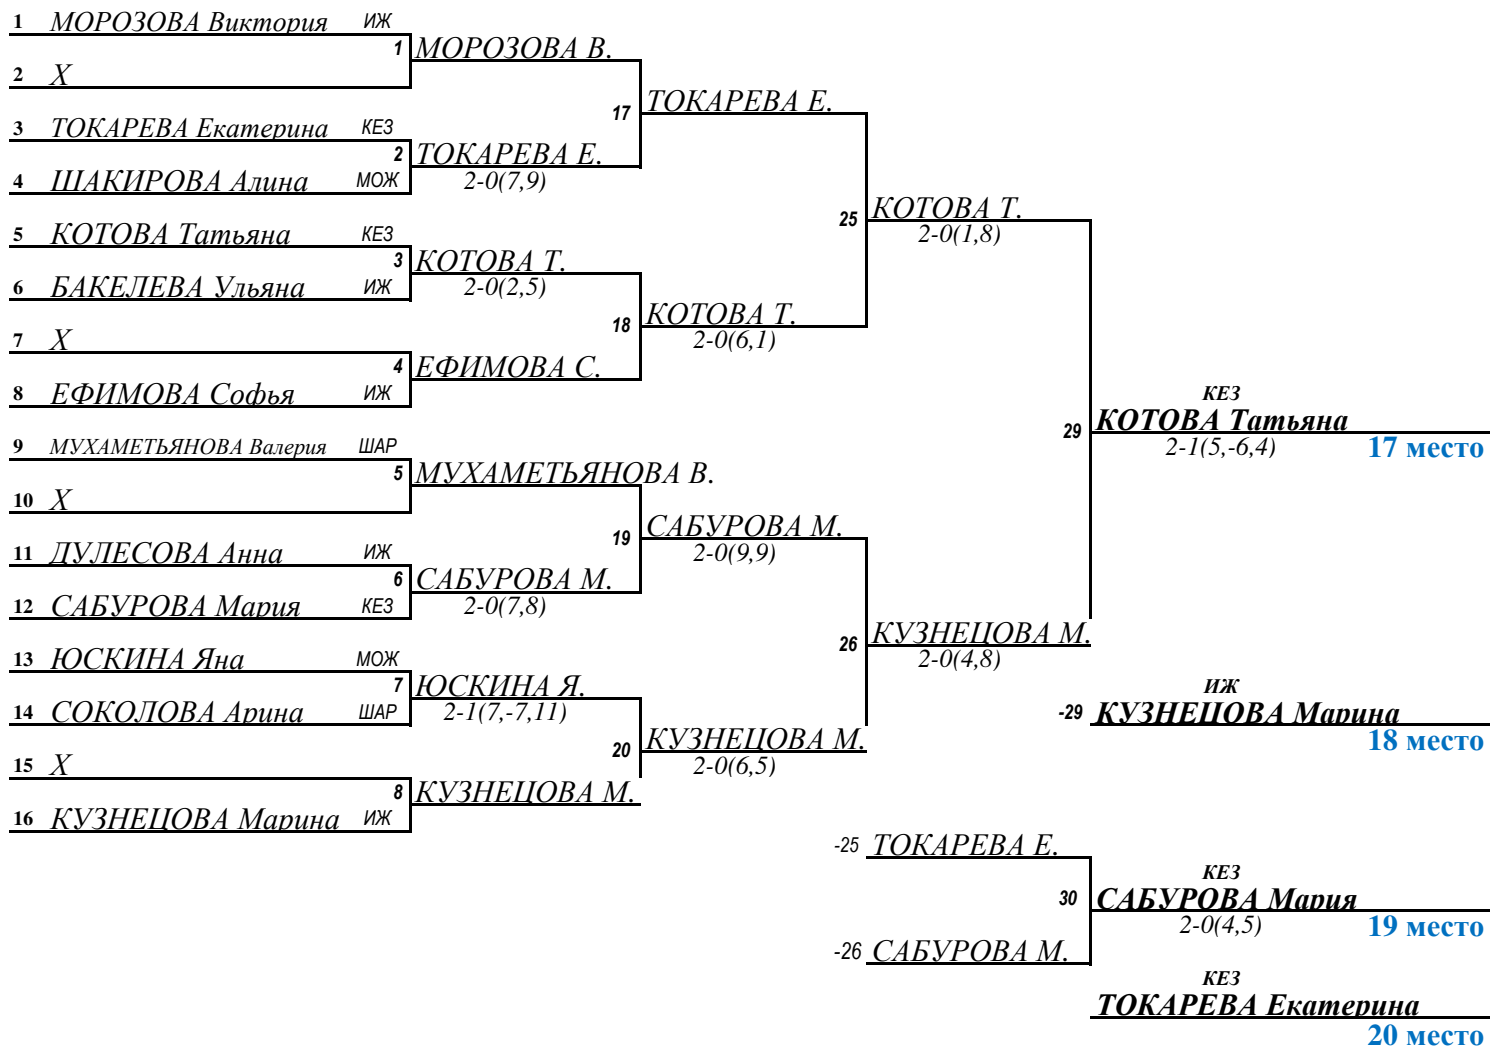 1 МОРОЗОВА Виктория ИЖ
1 МОРОЗОВА В.
2 Х
17 ТОКАРЕВА Е.
3 ТОКАРЕВА Екатерина КЕЗ
2 ТОКАРЕВА Е.
4 ШАКИРОВА Алина МОЖ 2-0(7,9)
25 КОТОВА Т.
2-0(1,8)
5 КОТОВА Татьяна КЕЗ
3 КОТОВА Т.
6 БАКЕЛЕВА Ульяна ИЖ 2-0(2,5)
18 КОТОВА Т.
2-0(6,1)
7 Х
4 ЕФИМОВА С.
8 ЕФИМОВА Софья ИЖ
КЕЗ
29 КОТОВА Татьяна
2-1(5,-6,4) 17 место
9 МУХАМЕТЬЯНОВА Валерия ШАР
5 МУХАМЕТЬЯНОВА В.
10 Х
19 САБУРОВА М.
2-0(9,9)
11 ДУЛЕСОВА Анна ИЖ
6 САБУРОВА М.
12 САБУРОВА Мария КЕЗ 2-0(7,8)
26 КУЗНЕЦОВА М.
2-0(4,8)
13 ЮСКИНА Яна МОЖ
7 ЮСКИНА Я.
14 СОКОЛОВА Арина ШАР 2-1(7,-7,11)
ИЖ
-29 КУЗНЕЦОВА Марина
18 место
20 КУЗНЕЦОВА М.
2-0(6,5)
15 Х
8 КУЗНЕЦОВА М.
16 КУЗНЕЦОВА Марина ИЖ
-25 ТОКАРЕВА Е.
КЕЗ
30 САБУРОВА Мария
2-0(4,5) 19 место
-26 САБУРОВА М.
КЕЗ
ТОКАРЕВА Екатерина
20 место